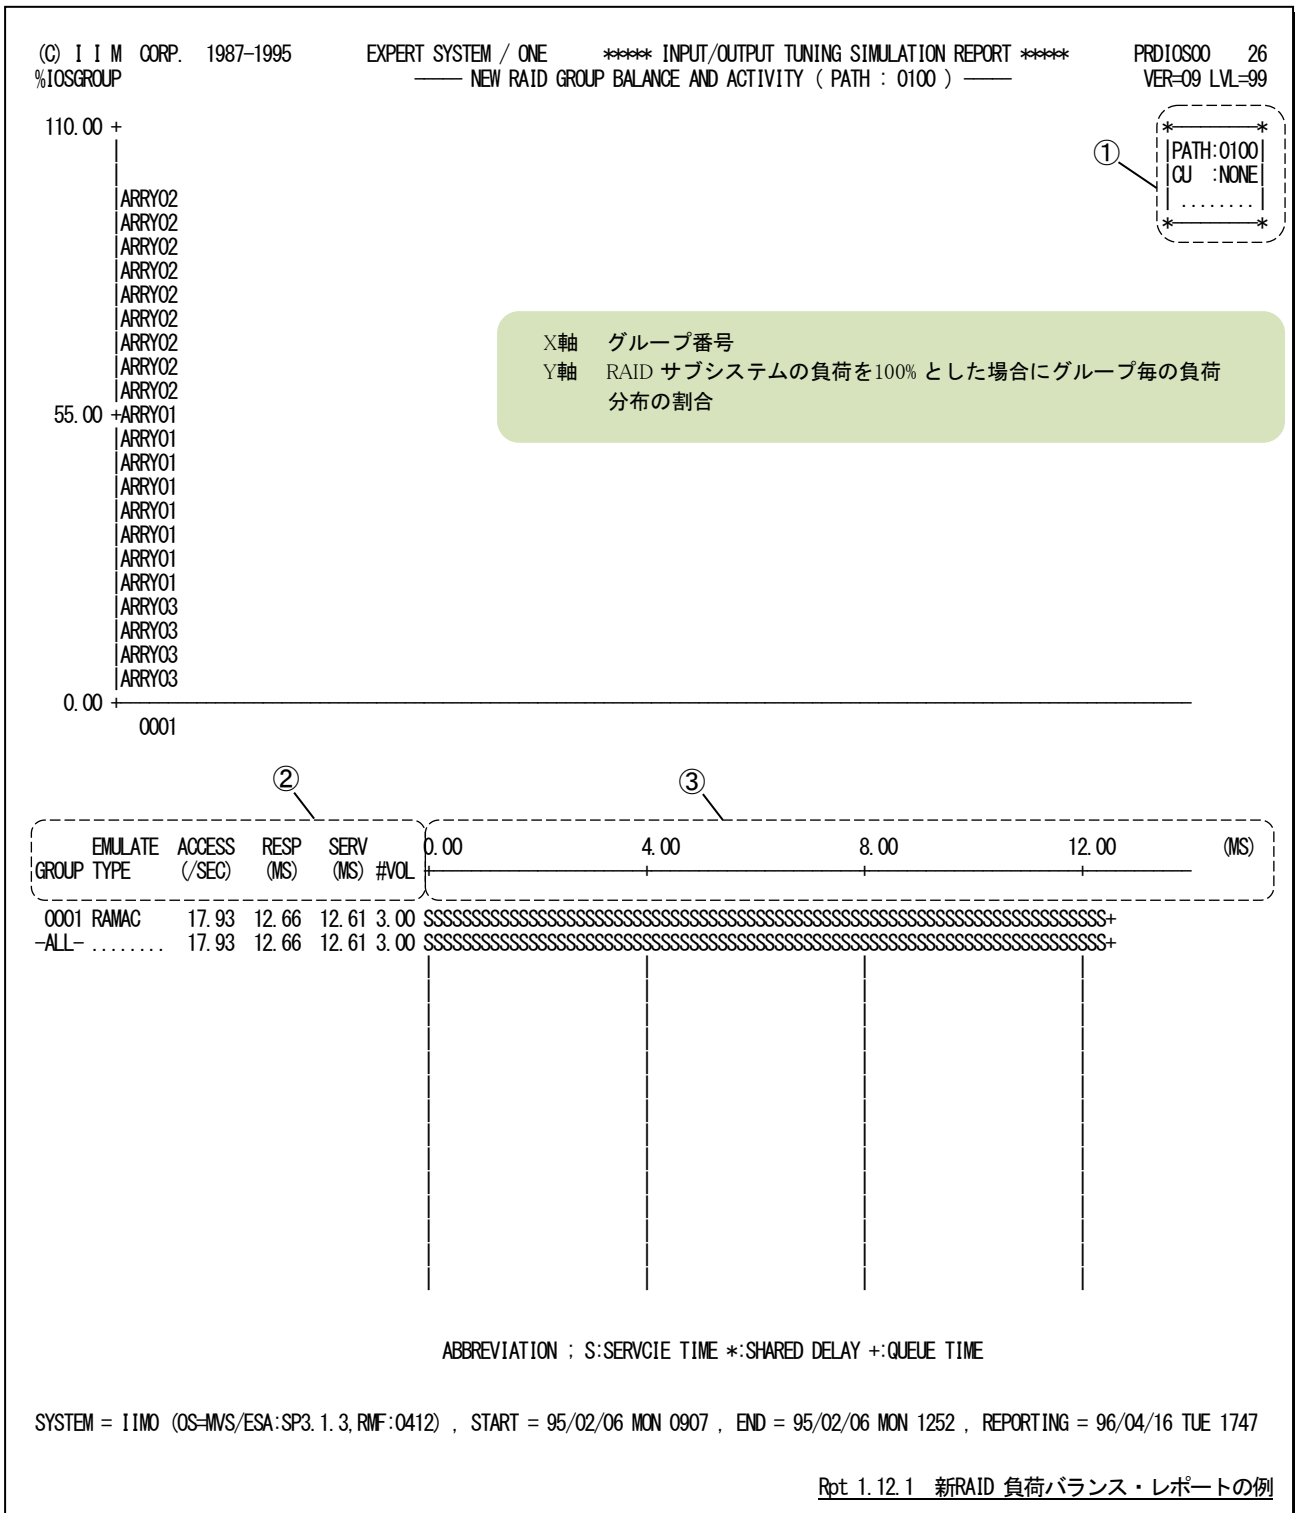 (C) I I M CORP. 1987-1995 EXPERT SYSTEM / ONE ***** INPUT/OUTPUT TUNING SIMULATION REPORT ***** PRDIOS00 26
%IOSGROUP ----- NEW RAID GROUP BALANCE AND ACTIVITY ( PATH : 0100 ) ----- VER=09 LVL=99
110.00 +
*----------*
① |PATH:0100|
|CU :NONE|
|ARRY02 | ........|
|ARRY02 *----------*
|ARRY02
|ARRY02
|ARRY02
|ARRY02
|ARRY02
|ARRY02
|ARRY02
55.00 +ARRY01
|ARRY01
|ARRY01
|ARRY01
|ARRY01
|ARRY01
|ARRY01
|ARRY01
|ARRY03
|ARRY03
|ARRY03
|ARRY03
0.00 +
0001
X軸 グループ番号
Y軸 RAID サブシステムの負荷を100% とした場合にグループ毎の負荷
分布の割合
② ③
EMULATE ACCESS RESP SERV 0.00 4.00 8.00 12.00 (MS)
GROUP TYPE (/SEC) (MS) (MS) #VOL
0001 RAMAC 17.93 12.66 12.61 3.00 SSSSSSSSSSSSSSSSSSSSSSSSSSSSSSSSSSSSSSSSSSSSSSSSSSSSSSSSSSSSSSSSSSSSSSSS+
-ALL- ........ 17.93 12.66 12.61 3.00 SSSSSSSSSSSSSSSSSSSSSSSSSSSSSSSSSSSSSSSSSSSSSSSSSSSSSSSSSSSSSSSSSSSSSSSS+
ABBREVIATION ; S:SERVCIE TIME *:SHARED DELAY +:QUEUE TIME
SYSTEM = IIMO (OS=MVS/ESA:SP3.1.3,RMF:0412) , START = 95/02/06 MON 0907 , END = 95/02/06 MON 1252 , REPORTING = 96/04/16 TUE 1747
Rpt 1.12.1 新RAID 負荷バランス・レポートの例